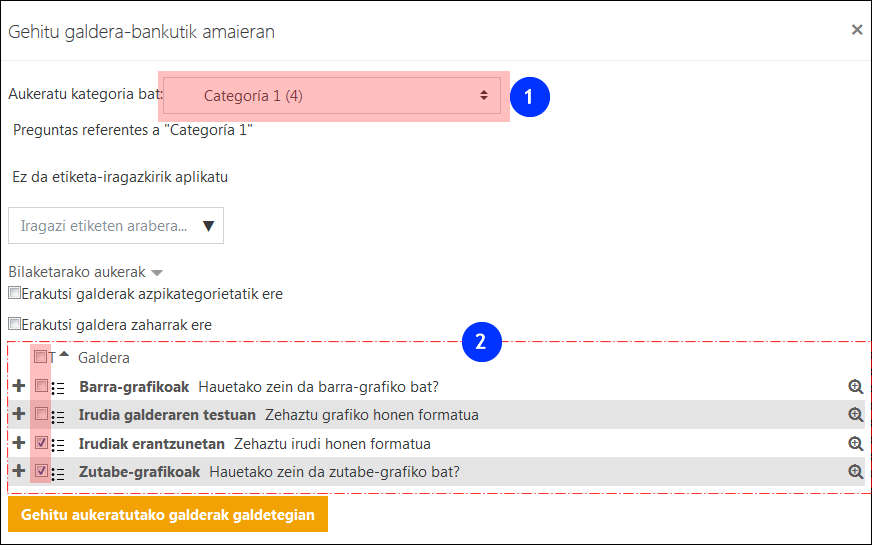 Gehitu galdera-bankutik amaieran ×
Aukeratu kategoria bat: Categoría 1 (4) 1
Preguntas referentes a "Categoría 1"
Ez da etiketa-iragazkirik aplikatu
Iragazi etiketen arabera... ▼
Bilaketarako aukerak
Erakutsi galderak azpikategorietatik ere
Erakutsi galdera zaharrak ere
2
T Galdera
Barra-grafikoak Hauetako zein da barra-grafiko bat?
Irudia galderaren testuan Zehaztu grafiko honen formatua
Irudiak erantzunetan Zehaztu irudi honen formatua
Zutabe-grafikoak Hauetako zein da zutabe-grafiko bat?
Gehitu aukeratutako galderak galdetegian